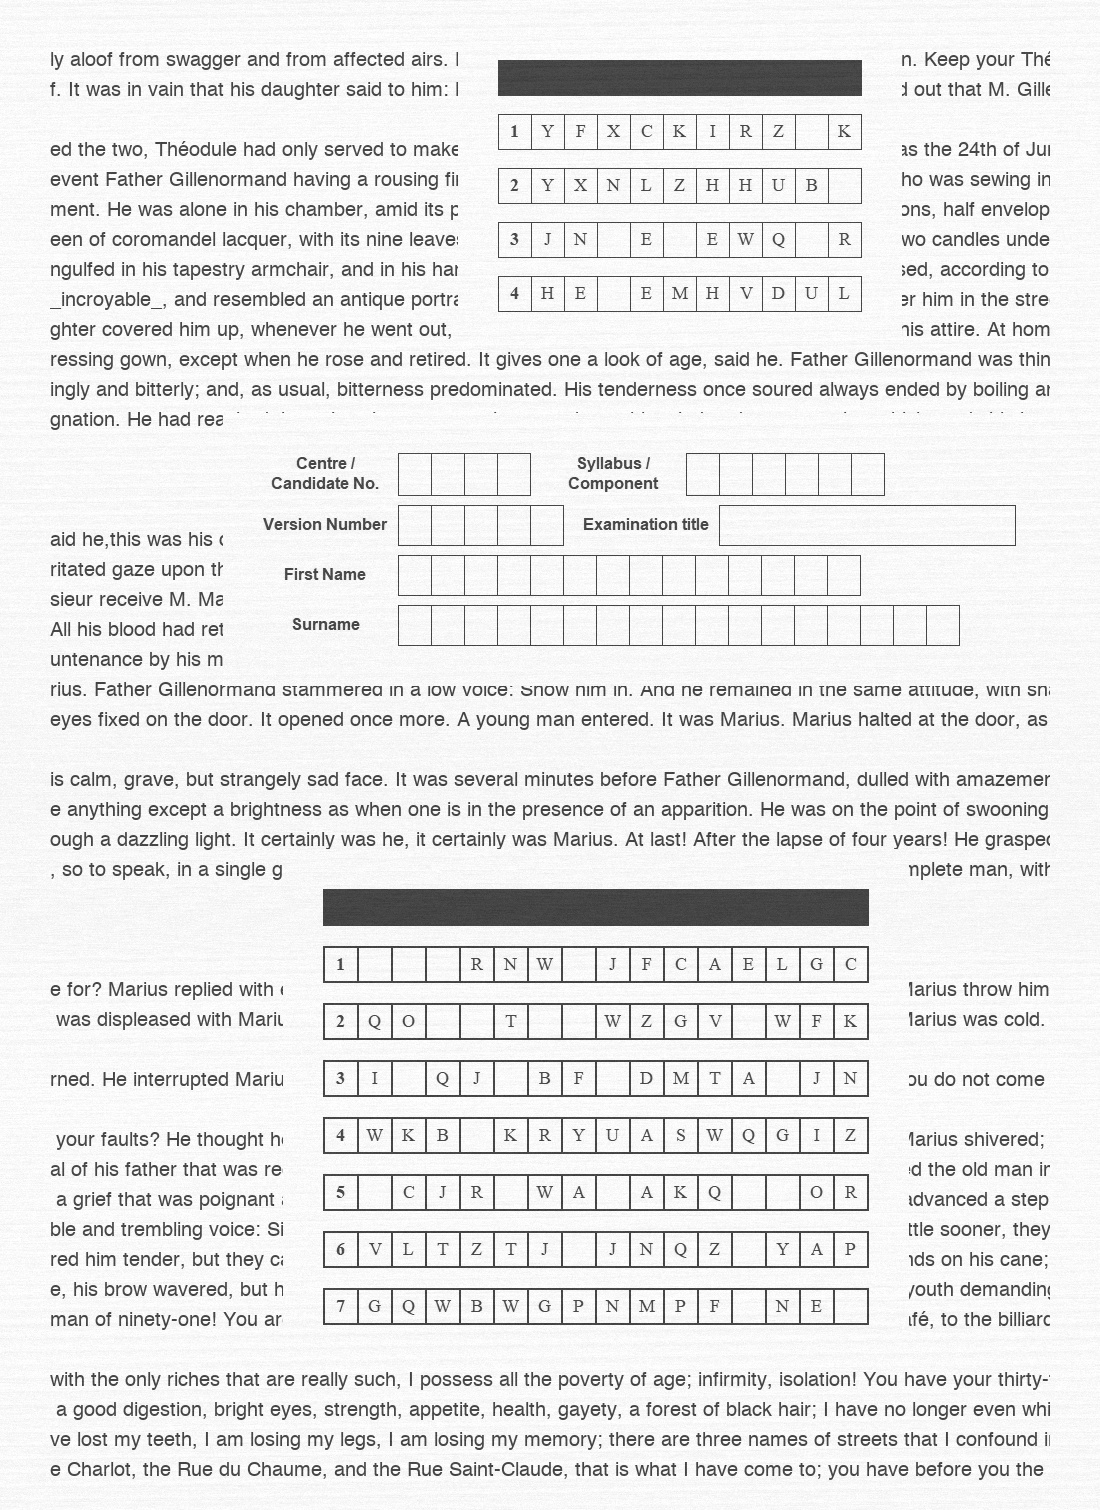 ly aloof from swagger and from affected airs.
n. Keep your Thé
f. It was in vain that his daughter said to him:
d out that M. Gille
1 Y F X C K I R Z K
ed the two, Théodule had only served to make
as the 24th of Jun
2 Y X N L Z H H U B
event Father Gillenormand having a rousing fir
ho was sewing in
ment. He was alone in his chamber, amid its p
ons, half envelop
3 J N E E W Q R
een of coromandel lacquer, with its nine leaves
wo candles unde
ngulfed in his tapestry armchair, and in his han
sed, according to
4 H E E M H V D U L
_incroyable_, and resembled an antique portra
er him in the stree
ghter covered him up, whenever he went out,
his attire. At hom
ressing gown, except when he rose and retired. It gives one a look of age, said he. Father Gillenormand was thin
ingly and bitterly; and, as usual, bitterness predominated. His tenderness once soured always ended by boiling an
gnation. He had rea
Centre /
Candidate No.
Syllabus /
Component
Version Number
Examination title
First Name
Surname
aid he,this was his
ritated gaze upon th
sieur receive M. Ma
All his blood had ret
untenance by his m
rius. Father Gillenormand stammered in a low voice: Show him in. And he remained in the same attitude, with sha
eyes fixed on the door. It opened once more. A young man entered. It was Marius. Marius halted at the door, as
is calm, grave, but strangely sad face. It was several minutes before Father Gillenormand, dulled with amazemen
e anything except a brightness as when one is in the presence of an apparition. He was on the point of swooning
ough a dazzling light. It certainly was he, it certainly was Marius. At last! After the lapse of four years! He grasped
, so to speak, in a single g
mplete man, with
1 R N W J F C A E L G C
e for? Marius replied with e
Marius throw him
2 Q O T W Z G V W F K
was displeased with Mariu
Marius was cold.
3 I Q J B F D M T A J N
rned. He interrupted Mariu
ou do not come
4 W K B K R Y U A S W Q G I Z
your faults? He thought he
Marius shivered;
al of his father that was re
ed the old man in
5 C J R W A A K Q O R
a grief that was poignant
advanced a step
ble and trembling voice: Si
ttle sooner, they
6 V L T Z T J J N Q Z Y A P
red him tender, but they ca
nds on his cane;
e, his brow wavered, but h
youth demanding
7 G Q W B W G P N M P F N E
man of ninety-one! You are
afé, to the billiard
with the only riches that are really such, I possess all the poverty of age; infirmity, isolation! You have your thirty-
a good digestion, bright eyes, strength, appetite, health, gayety, a forest of black hair; I have no longer even whi
ve lost my teeth, I am losing my legs, I am losing my memory; there are three names of streets that I confound in
e Charlot, the Rue du Chaume, and the Rue Saint-Claude, that is what I have come to; you have before you the